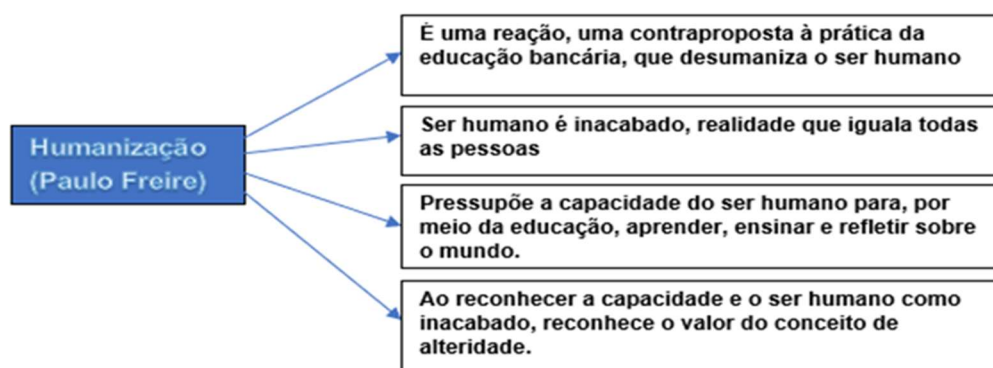 Humanização
(Paulo Freire)
É uma reação, uma contraproposta à prática da
educação bancária, que desumaniza o ser humano
Ser humano é inacabado, realidade que iguala todas
as pessoas
Pressupõe a capacidade do ser humano para, por
meio da educação, aprender, ensinar e refletir sobre
o mundo.
Ao reconhecer a capacidade e o ser humano como
inacabado, reconhece o valor do conceito de
alteridade.